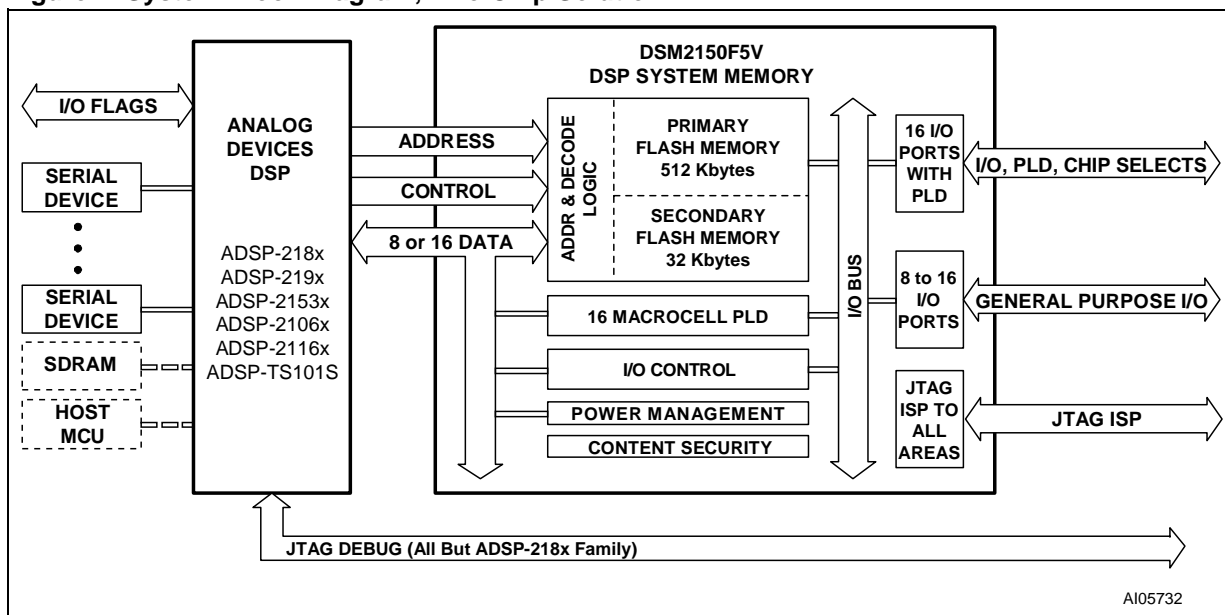 DSM2150F5V
DSP SYSTEM MEMORY
I/O FLAGS
SERIAL
DEVICE
SERIAL
DEVICE
SDRAM
HOST
MCU
ANALOG
DEVICES
DSP
ADSP-218x
ADSP-219x
ADSP-2153x
ADSP-2106x
ADSP-2116x
ADSP-TS101S
ADDRESS
CONTROL
8 or 16 DATA
ADDR & DECODE
LOGIC
PRIMARY
FLASH MEMORY
512 Kbytes
SECONDARY
FLASH MEMORY
32 Kbytes
16 MACROCELL PLD
I/O CONTROL
POWER MANAGEMENT
CONTENT SECURITY
I/O BUS
16 I/O
PORTS
WITH
PLD
I/O, PLD, CHIP SELECTS
8 to 16
I/O
PORTS
GENERAL PURPOSE I/O
JTAG
ISP TO
ALL
AREAS
JTAG ISP
JTAG DEBUG (All But ADSP-218x Family)
AI05732